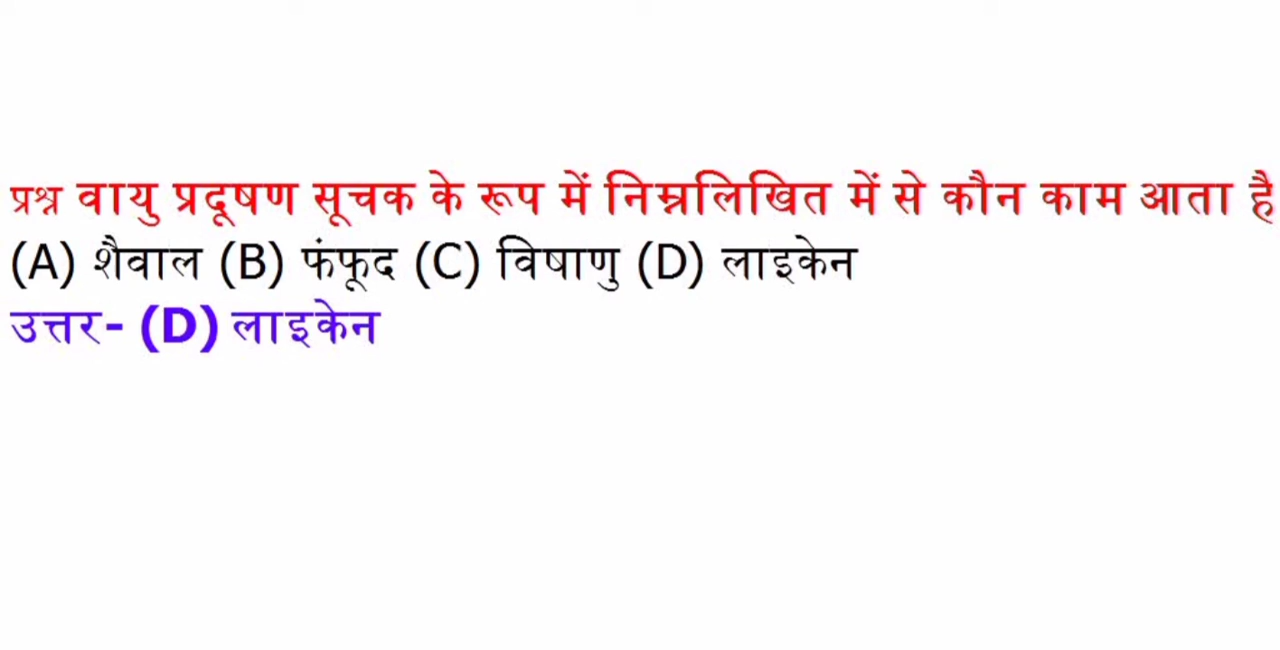 प्रश्न वायु प्रदूषण सूचक के रूप में निम्नलिखित में से कौन काम आता है
(A) शैवाल (B) फंफूद (C) विषाणु (D) लाइकेन
उत्तर- (D) लाइकेन